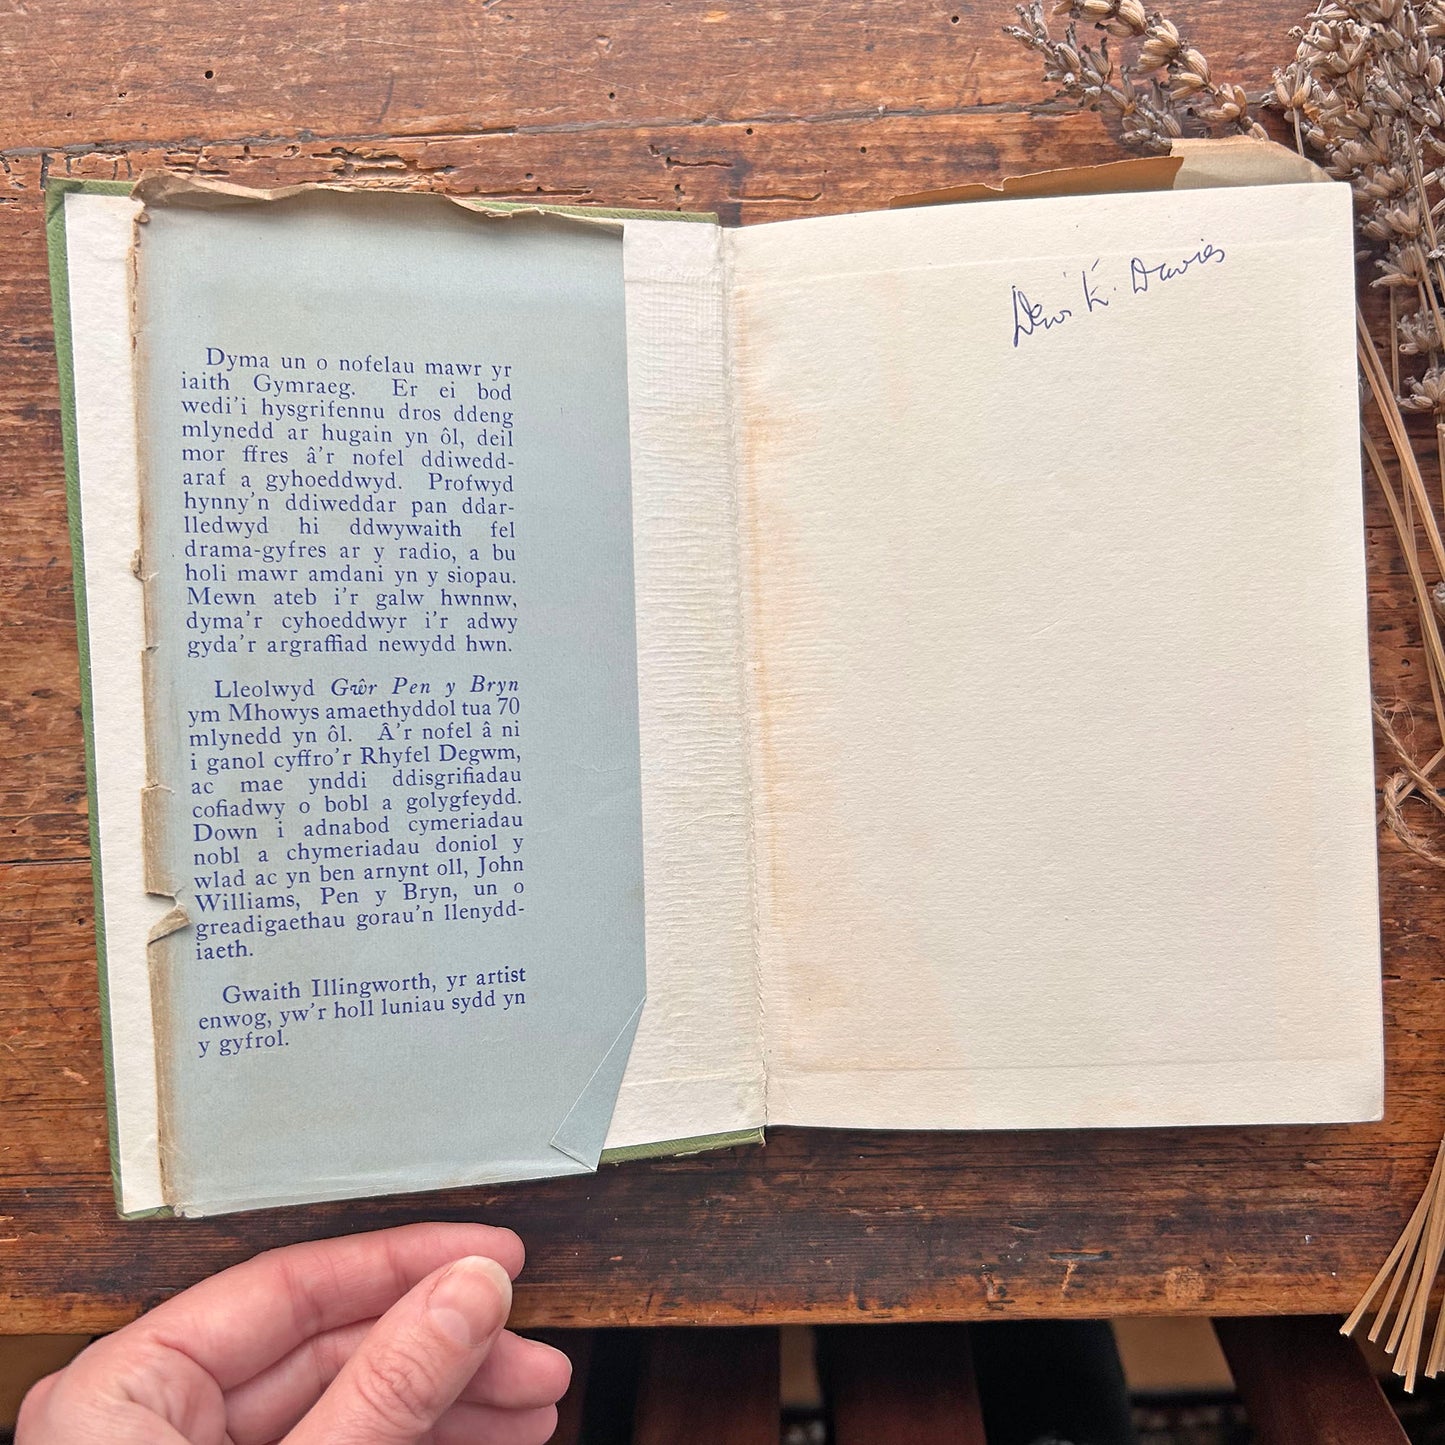 Dyma un o nofelau mawr yr
iaith Gymraeg. Er ei bod
wedi'i hysgrifennu dros ddeng
mlynedd ar hugain yn ôl, deil
mor ffres â'r nofel ddiwedd-
araf a gyhoeddwyd. Profwyd
hynny'n ddiweddar pan ddar-
lledwyd hi ddwywaith fel
drama-gyfres ar y radio, a bu
holi mawr amdani yn y siopau.
Mewn ateb i'r galw hwnnw,
dyma'r cyhoeddwyr i'r adwy
gyda'r argraffiad newydd hwn.
Lleolwyd Gŵr Pen y Bryn
ym Mhowys amaethyddol tua 70
mlynedd yn ôl. Â'r nofel â ni
i ganol cyffro'r Rhyfel Degwm,
ac mae ynddi ddisgrifiadau
cofiadwy o bobl a golygfeydd.
Down i adnabod cymeriadau
nobl a chymeriadau doniol y
wlad ac yn ben arnynt oll, John
Williams, Pen y Bryn, un o
greadigaethau gorau'n llenydd-
iaeth.
Gwaith Illingworth, yr artist
enwog, yw'r holl luniau sydd yn
y gyfrol.
Dewi E. Davies